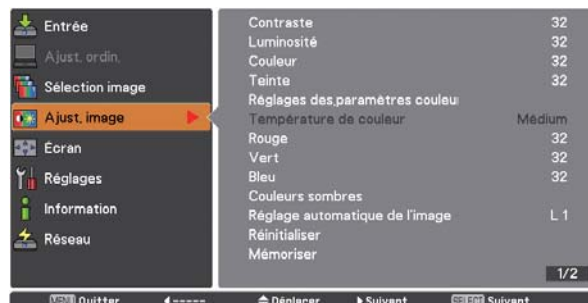 Entrée
Ajust. ordin.
Sélection image
Ajust. image
Écran
Réglages
Information
Réseau
Contraste 32
Luminosité 32
Couleur 32
Teinte 32
Réglages des paramètres couleu
Température de couleur Médium
Rouge 32
Vert 32
Bleu 32
Couleurs sombres
Réglage automatique de l'image L 1
Réinitialiser
Mémoriser
1/2
MENU Quitter ----- Déplacer Suivant SELECT Suivant